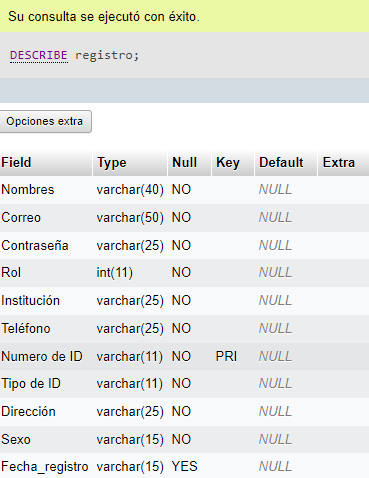 Su consulta se ejecutó con éxito.
DESCRIBE registro;
Opciones extra
Field Type Null Key Default Extra
Nombres varchar(40) NO NULL
Correo varchar(50) NO NULL
Contraseña varchar(25) NO NULL
Rol int(11) NO NULL
Institución varchar(25) NO NULL
Teléfono varchar(25) NO NULL
Numero de ID varchar(11) NO PRI NULL
Tipo de ID varchar(11) NO NULL
Dirección varchar(25) NO NULL
Sexo varchar(15) NO NULL
Fecha_registro varchar(15) YES NULL